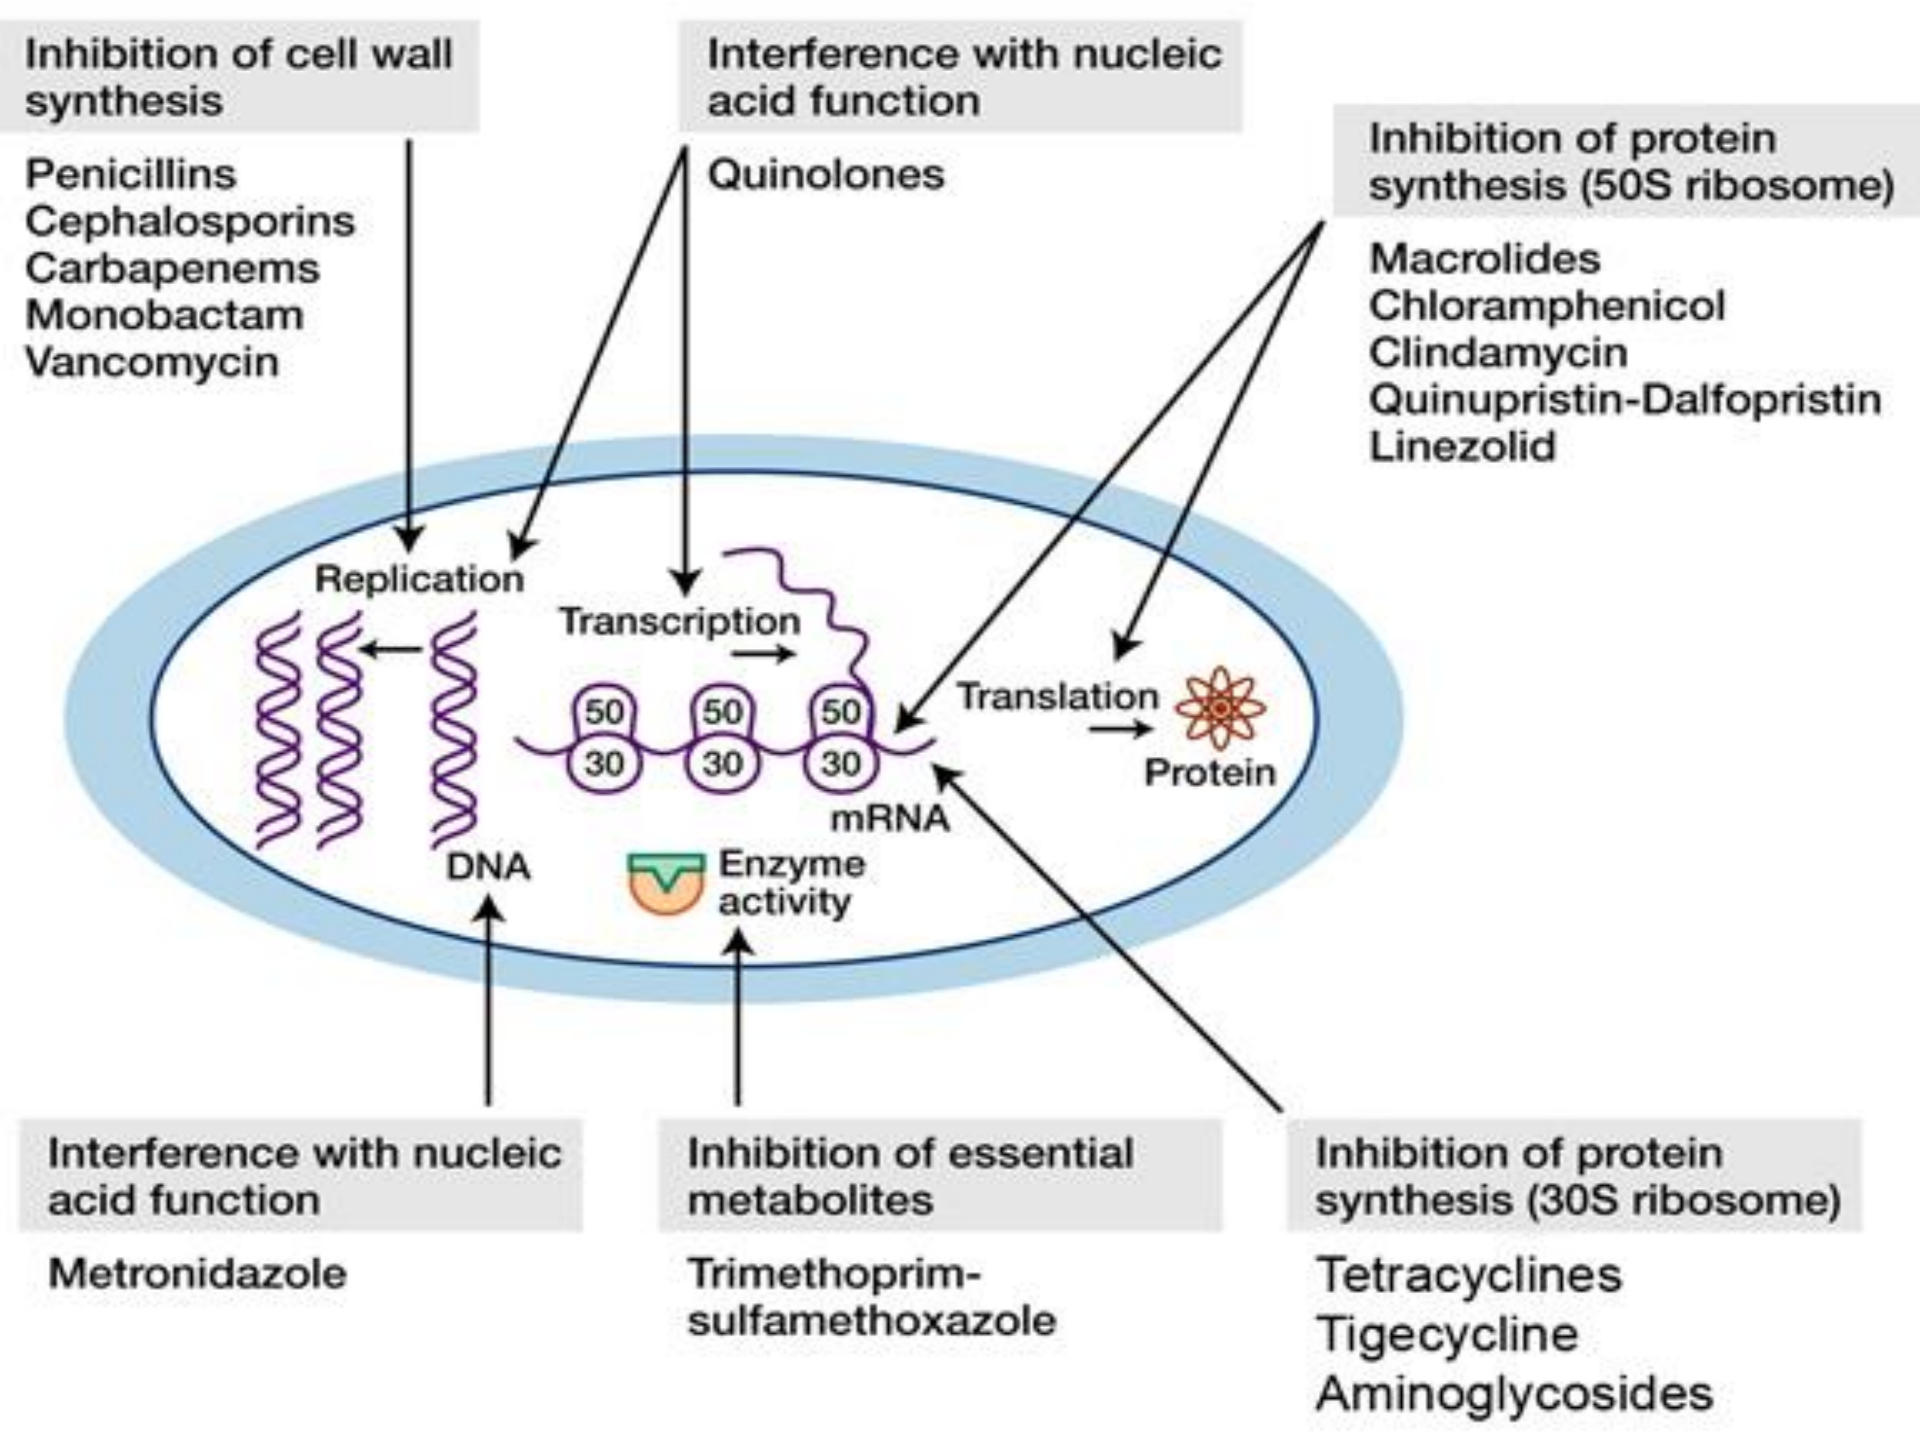 Inhibition of cell wall
synthesis
Penicillins
Cephalosporins
Carbapenems
Monobactam
Vancomycin
Interference with nucleic
acid function
Quinolones
Inhibition of protein
synthesis (50S ribosome)
Macrolides
Chloramphenicol
Clindamycin
Quinupristin-Dalfopristin
Linezolid
Replication
Transcription
50
50
50
30
30
30
Translation
Protein
mRNA
DNA
Enzyme
activity
Interference with nucleic
acid function
Metronidazole
Inhibition of essential
metabolites
Trimethoprim-
sulfamethoxazole
Inhibition of protein
synthesis (30S ribosome)
Tetracyclines
Tigecycline
Aminoglycosides